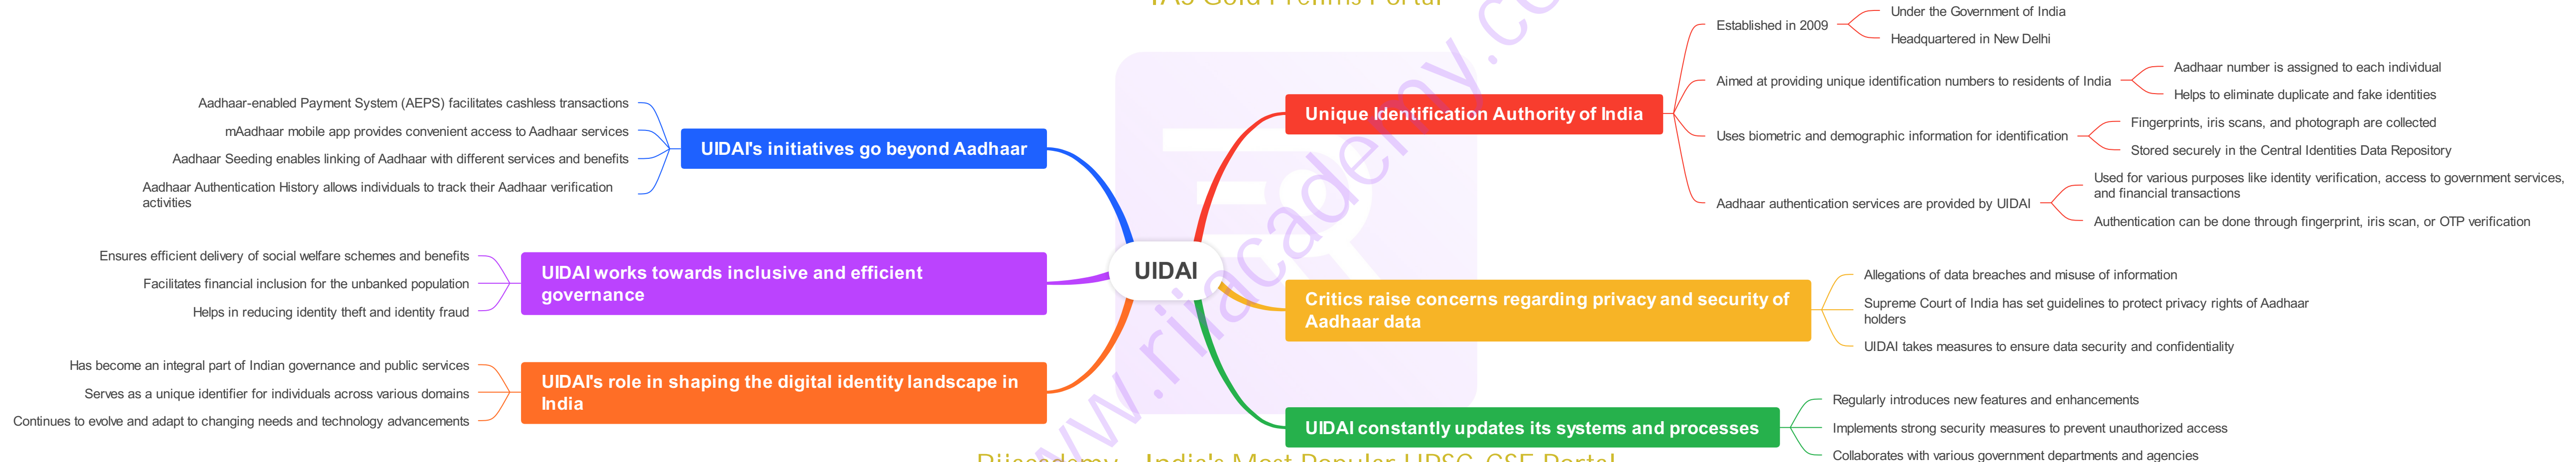 IAS Gold Prelims Portal
UIDAI
Unique Identification Authority of India
Established in 2009
Under the Government of India
Headquartered in New Delhi
Aimed at providing unique identification numbers to residents of India
Aadhaar number is assigned to each individual
Helps to eliminate duplicate and fake identities
Uses biometric and demographic information for identification
Fingerprints, iris scans, and photograph are collected
Stored securely in the Central Identities Data Repository
Aadhaar authentication services are provided by UIDAI
Used for various purposes like identity verification, access to government services,
and financial transactions
Authentication can be done through fingerprint, iris scan, or OTP verification
Critics raise concerns regarding privacy and security of
Aadhaar data
Allegations of data breaches and misuse of information
Supreme Court of India has set guidelines to protect privacy rights of Aadhaar
holders
UIDAI takes measures to ensure data security and confidentiality
UIDAI constantly updates its systems and processes
Regularly introduces new features and enhancements
Implements strong security measures to prevent unauthorized access
Collaborates with various government departments and agencies
UIDAI's initiatives go beyond Aadhaar
Aadhaar-enabled Payment System (AEPS) facilitates cashless transactions
mAadhaar mobile app provides convenient access to Aadhaar services
Aadhaar Seeding enables linking of Aadhaar with different services and benefits
Aadhaar Authentication History allows individuals to track their Aadhaar verification
activities
UIDAI works towards inclusive and efficient
governance
Ensures efficient delivery of social welfare schemes and benefits
Facilitates financial inclusion for the unbanked population
Helps in reducing identity theft and identity fraud
UIDAI's role in shaping the digital identity landscape in
India
Has become an integral part of Indian governance and public services
Serves as a unique identifier for individuals across various domains
Continues to evolve and adapt to changing needs and technology advancements
www.rijacademy.co
India's Most Popular UPSC CSE Portal